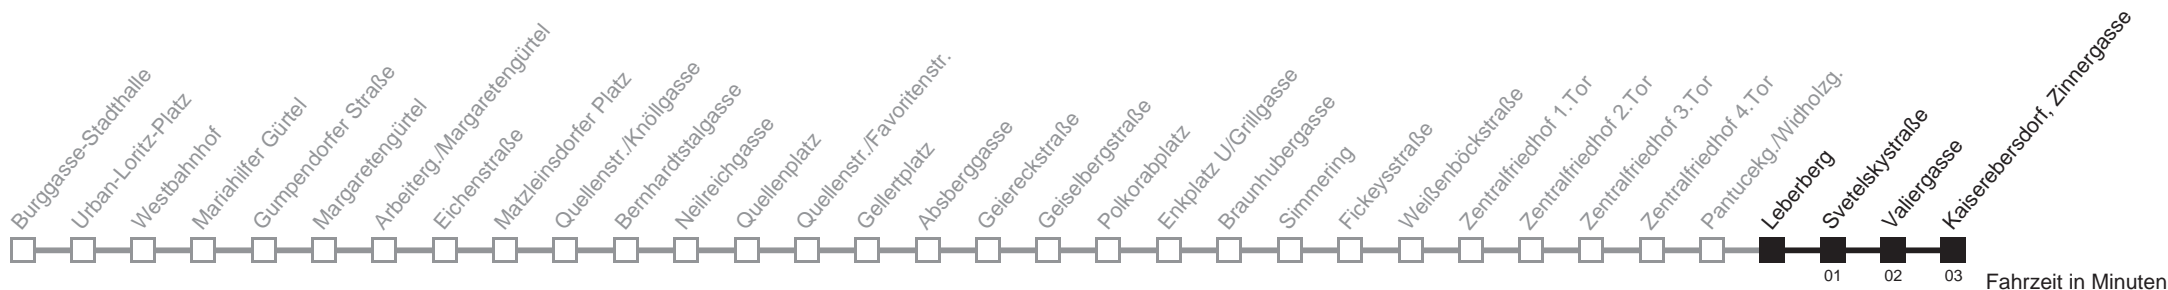 Burggasse-Stadthalle
Urban-Loritz-Platz
Westbahnhof
Mariahilfer Gürtel
Gumpendorfer Straße
Margaretengürtel
Arbeiterg./Margaretengürtel
Eichenstraße
Matzleinsdorfer Platz
Quellenstr./Knöllgasse
Bernhardtstalgasse
Neilreichgasse
Quellenplatz
Quellenstr./Favoritenstr.
Gellertplatz
Absberggasse
Geiereckstraße
Geiselbergstraße
Polkorabplatz
Enkplatz U/Grillgasse
Braunhubergasse
Simmering
Fickeysstraße
Weißenböckstraße
Zentralfriedhof 1.Tor
Zentralfriedhof 2.Tor
Zentralfriedhof 3.Tor
Zentralfriedhof 4.Tor
Pantucekg./Widholzg.
Leberberg
Svetelskystraße
Valiergasse
Kaiserebersdorf, Zinnergasse
01 02 03
Fahrzeit in Minuten